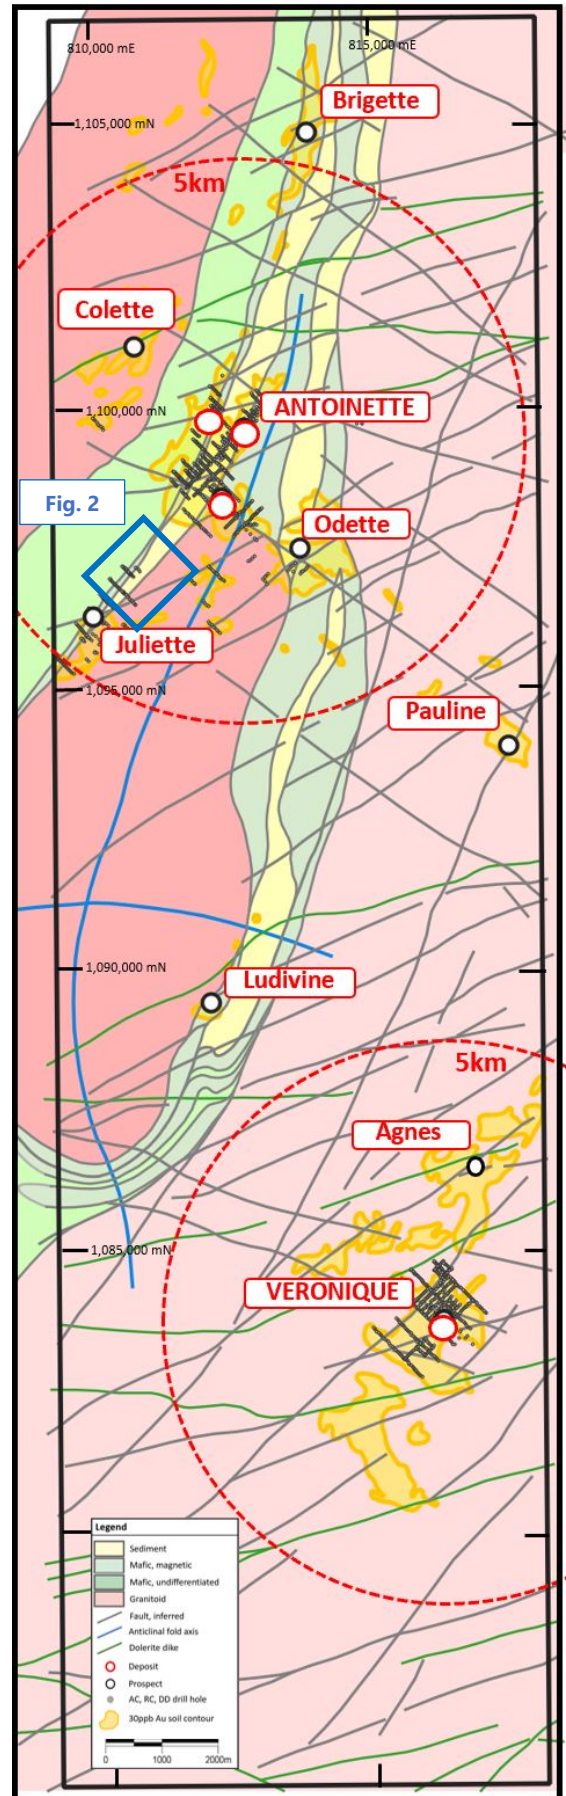 810,000 mE
815,000 mE
Brigette
1,105,000 mN
5km
Colette
ANTOINETTE
1,100,000 mN
Fig. 2
Odette
Juliette
1,095,000 mN
Pauline
1,090,000 mN
Ludivine
5km
Agnes
1,085,000 mN
VERONIQUE
Legend
Sediment
Mafic, magnetic
Mafic, undifferentiated
Granitoid
Fault, inferred
Anticlinal fold axis
Dolerite dike
Deposit
Prospect
AC, RC, DD drill hole
30ppb Au soil contour
0 1000 2000m